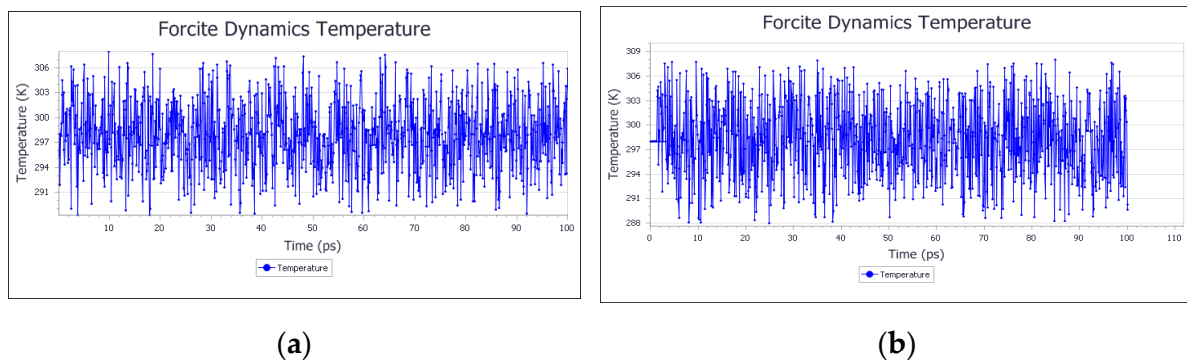 Forcite Dynamics Temperature
Temperature (K)
306
303
300
297
294
291
10 20 30 40 50 60 70 80 90 100
Time (ps)
Temperature
(a)
Forcite Dynamics Temperature
Temperature (K)
309
306
303
300
297
294
291
288
0 10 20 30 40 50 60 70 80 90 100 110
Time (ps)
Temperature
(b)